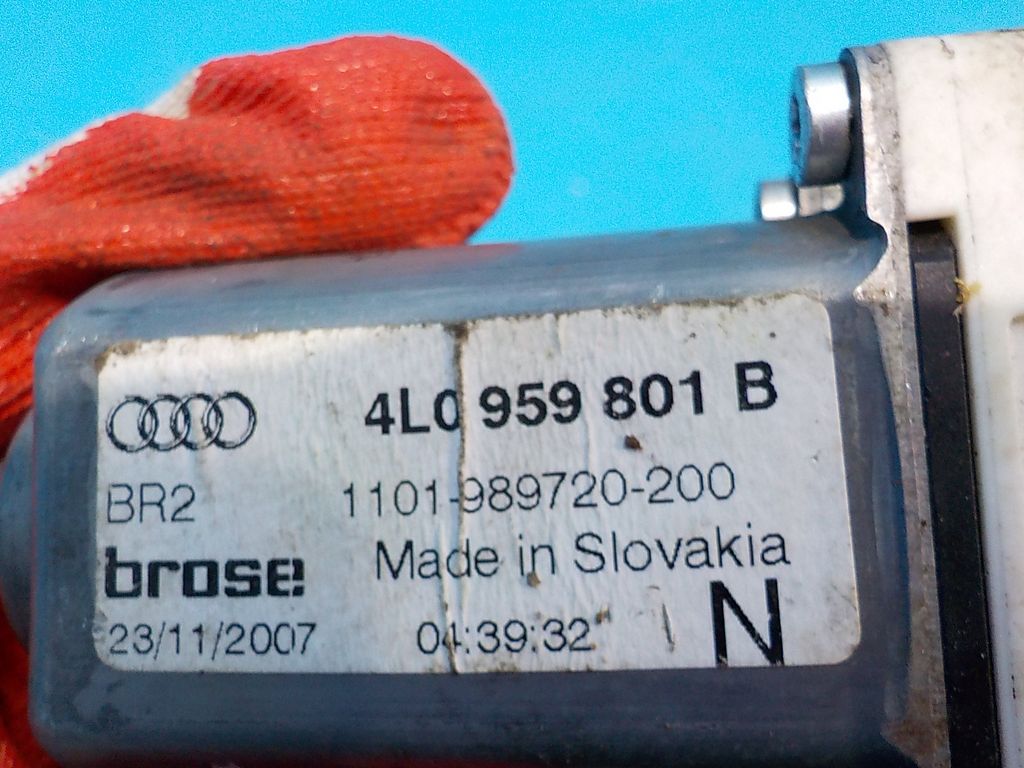 4L0 959 801 B
BR2 1101-989720-200
brose Made in Slovakia
23/11/2007 04:39:32 N